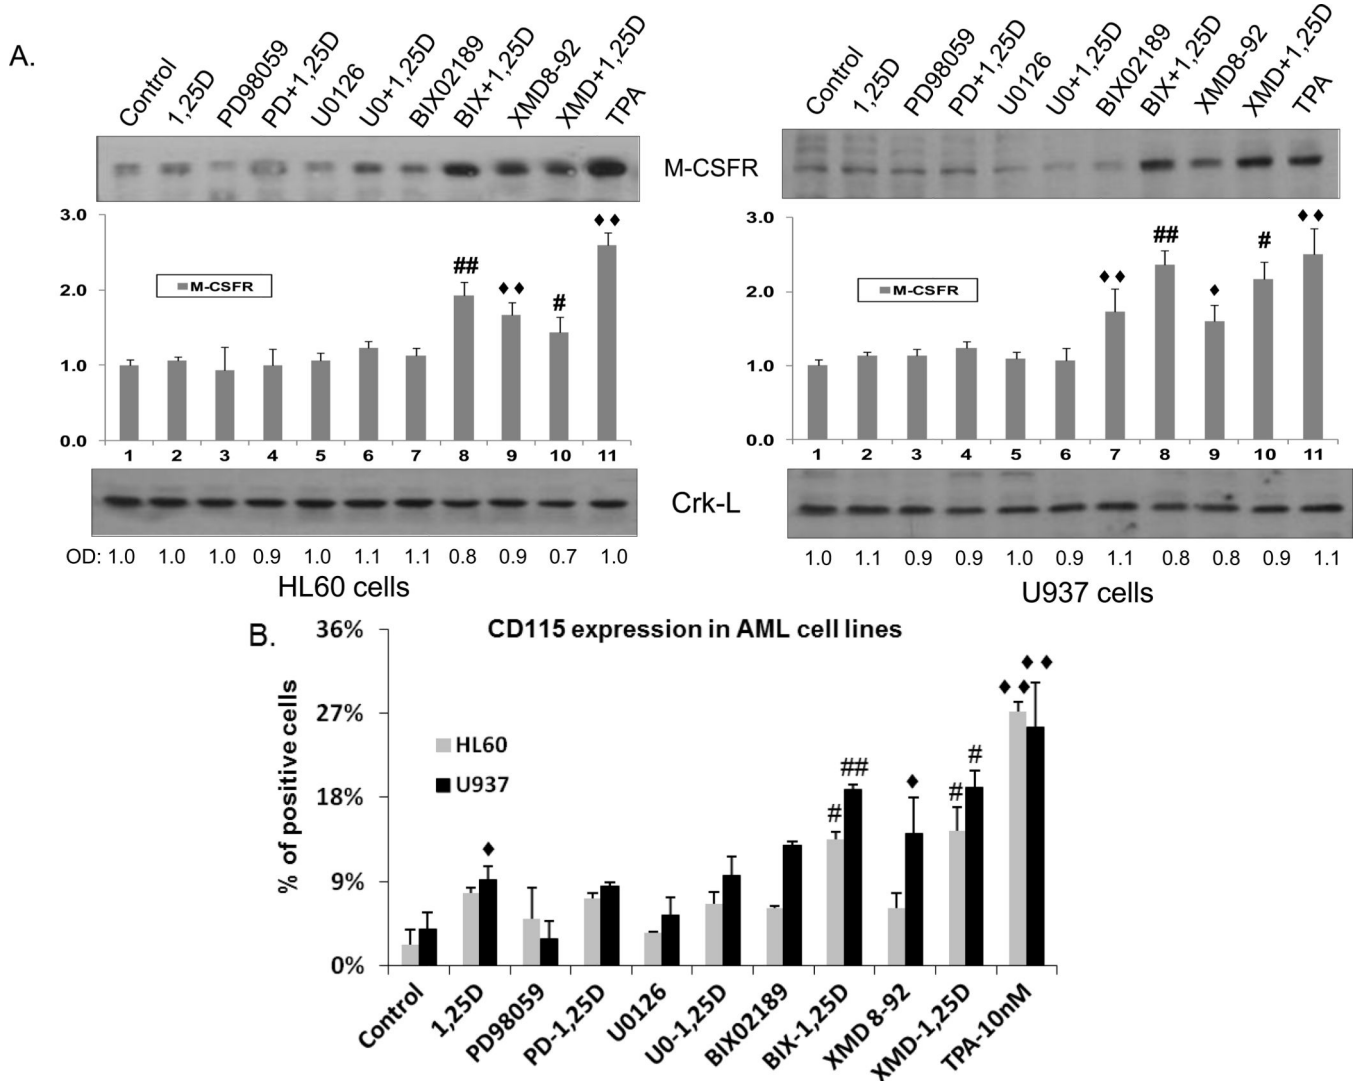 A.
Control 1,25D PD98059 PD+1,25D U0126 U0+1,25D BIX02189 BIX+1,25D XMD8-92 XMD+1,25D TPA
Control 1,25D PD98059 PD+1,25D U0126 U0+1,25D BIX02189 BIX+1,25D XMD8-92 XMD+1,25D TPA
M-CSFR
3.0
2.0
1.0
0.0
M-CSFR
## ♦♦ # ♦♦
1 2 3 4 5 6 7 8 9 10 11
3.0
2.0
1.0
0.0
M-CSFR
♦♦ ## ♦ # ♦♦
1 2 3 4 5 6 7 8 9 10 11
Crk-L
OD: 1.0 1.0 1.0 0.9 1.0 1.1 1.1 0.8 0.9 0.7 1.0
1.0 1.1 0.9 0.9 1.0 0.9 1.1 0.8 0.8 0.9 1.1
HL60 cells
U937 cells
B.
CD115 expression in AML cell lines
% of positive cells
36%
27%
18%
9%
0%
HL60
U937
♦ # ## ♦ # # ♦♦ ♦♦
Control 1,25D PD98059 PD-1,25D U0126 U0-1,25D BIX02189 BIX-1,25D XMD 8-92 XMD-1,25D TPA-10nM